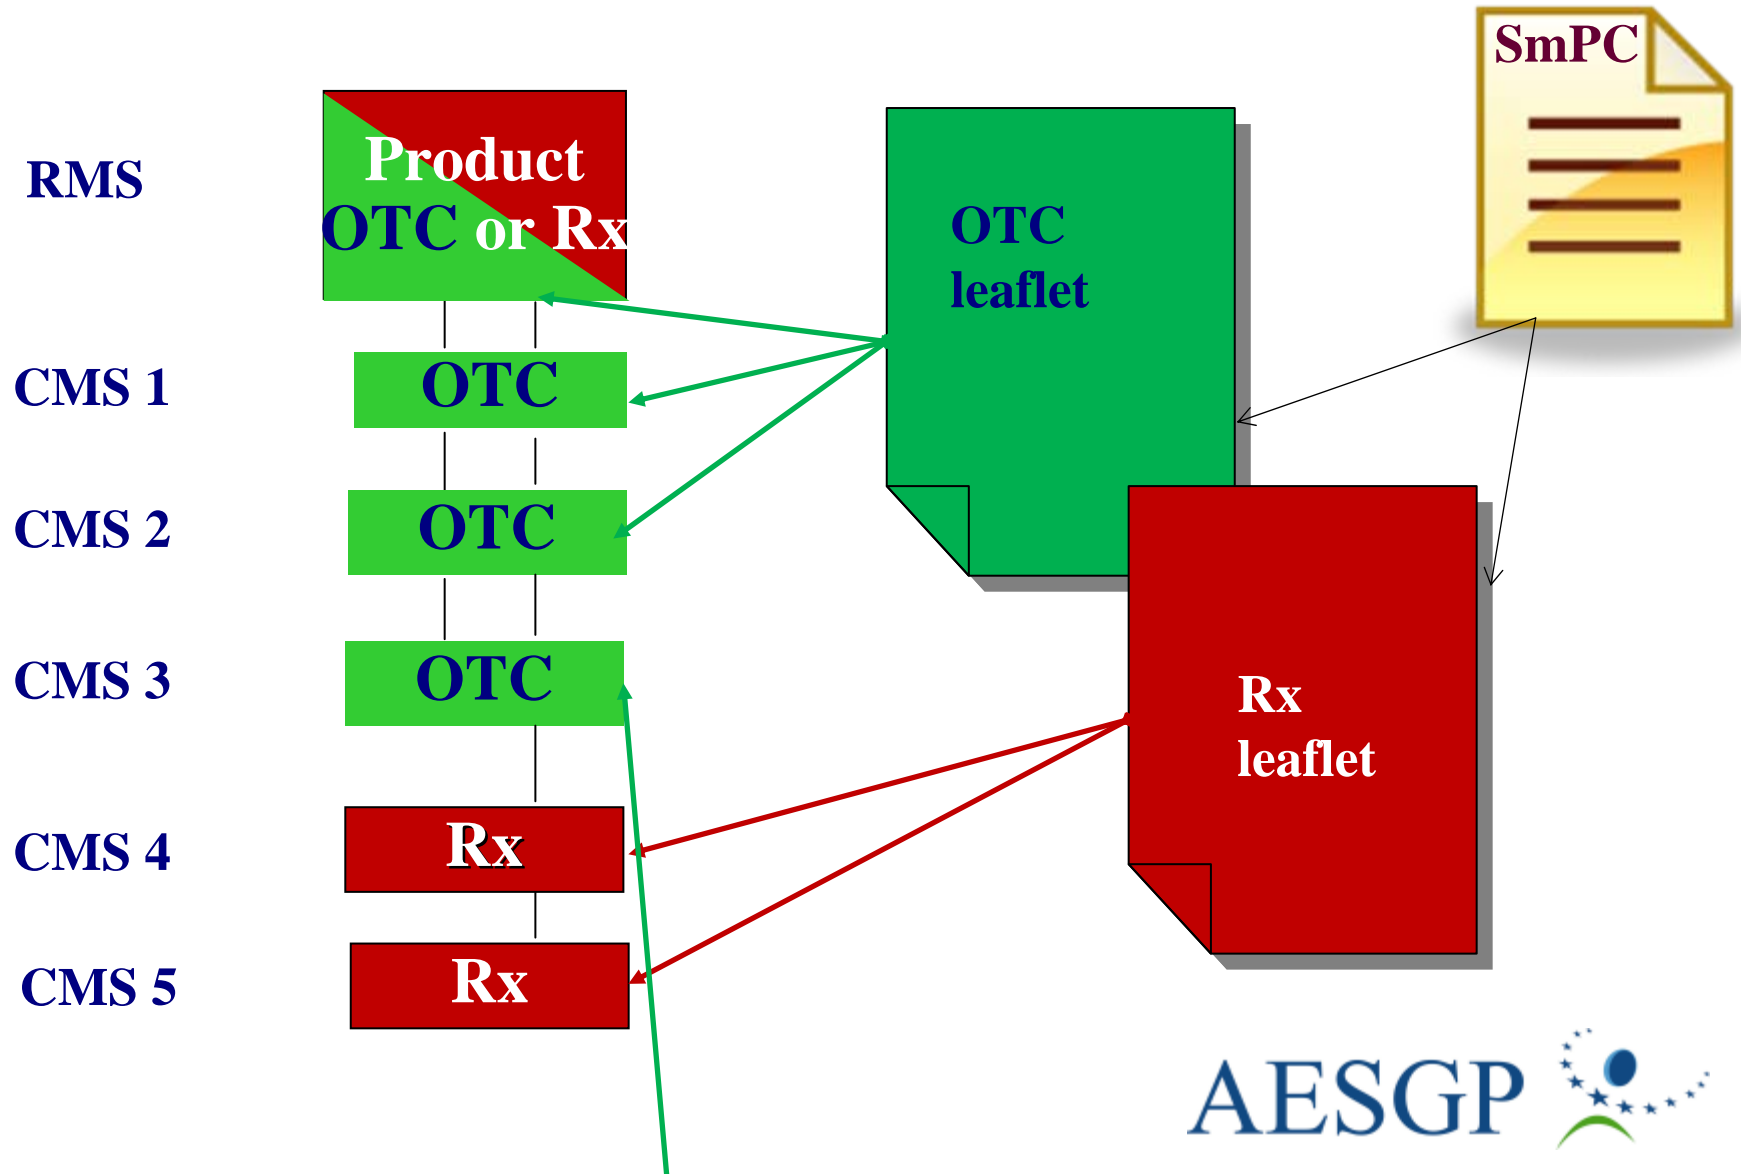 SmPC
RMS
Product
OTC or Rx
OTC
leaflet
CMS 1
OTC
CMS 2
OTC
CMS 3
OTC
Rx
leaflet
CMS 4
Rx
CMS 5
Rx
AESGP